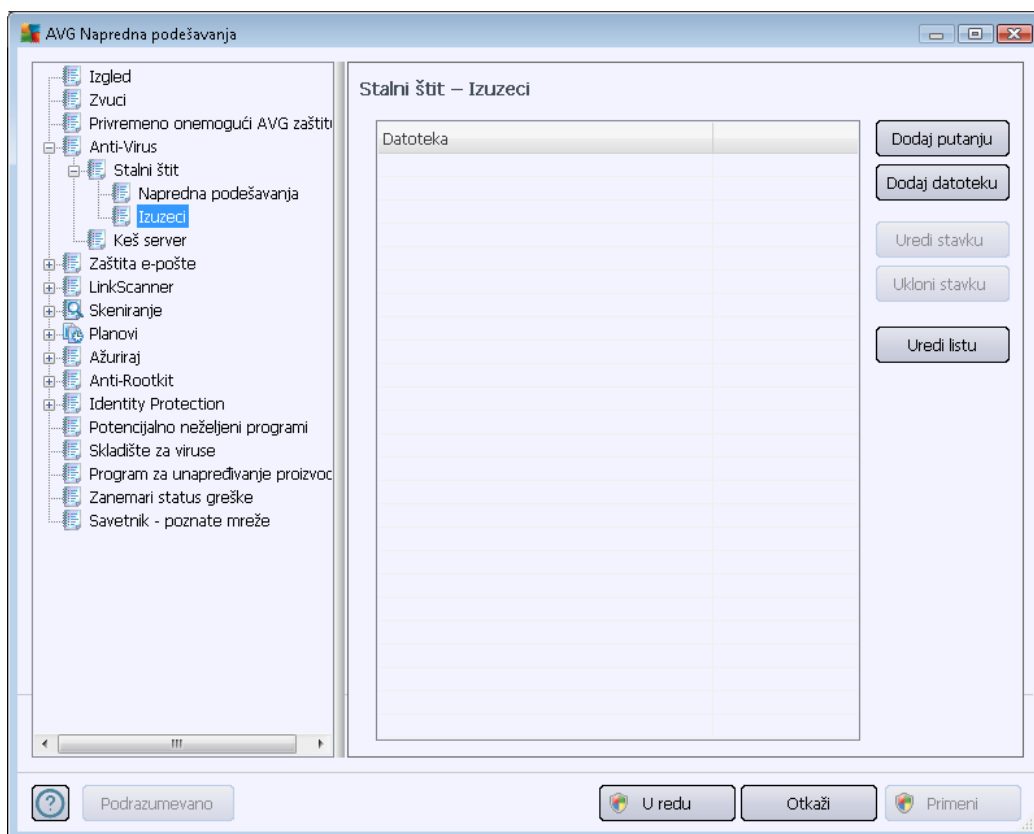 AVG Napredna podešavanja
Izgled
Zvuci
Privremeno onemogući AVG zaštitu
Anti-Virus
Stalni štit
Napredna podešavanja
Izuzeci
Keš server
Zaštita e-pošte
LinkScanner
Skeniranje
Planovi
Ažuriraj
Anti-Rootkit
Identity Protection
Potencijalno neželjeni programi
Skladište za viruse
Program za unapređivanje proizvod
Zanemari status greške
Savetnik - poznate mreže
Stalni štit – Izuzeci
Datoteka
Dodaj putanju
Dodaj datoteku
Uredi stavku
Ukloni stavku
Uredi listu
Podrazumevano
U redu
Otkaži
Primeni